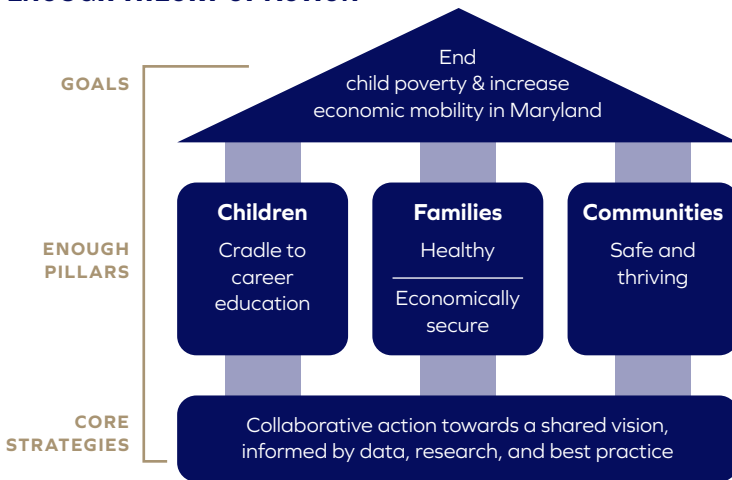 End
child poverty & increase
economic mobility in Maryland
GOALS
Children
Cradle to
career
education
Families
Healthy
Economically
secure
Communities
Safe and
thriving
ENOUGH
PILLARS
CORE
STRATEGIES
Collaborative action towards a shared vision,
informed by data, research, and best practice